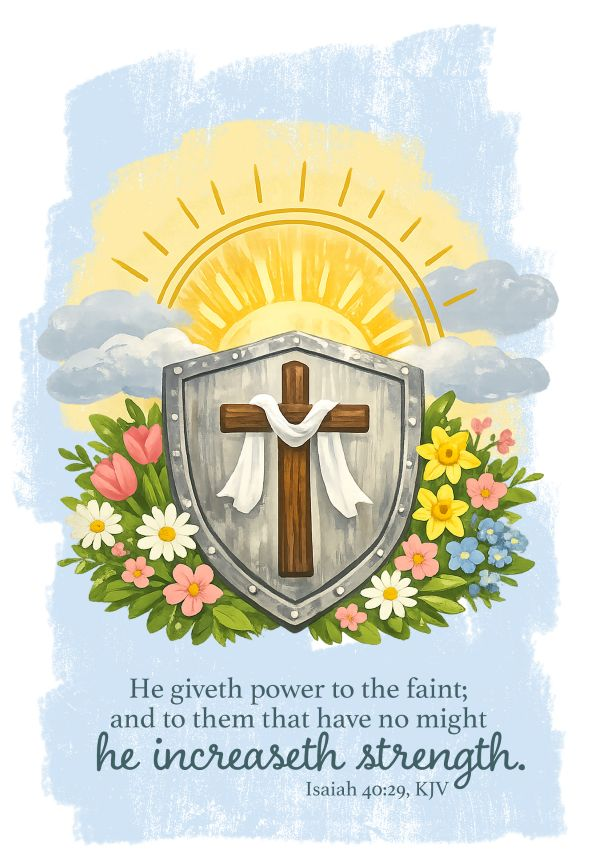 He giveth power to the faint;
and to them that have no might
he increaseth strength.
Isaiah 40:29, KJV